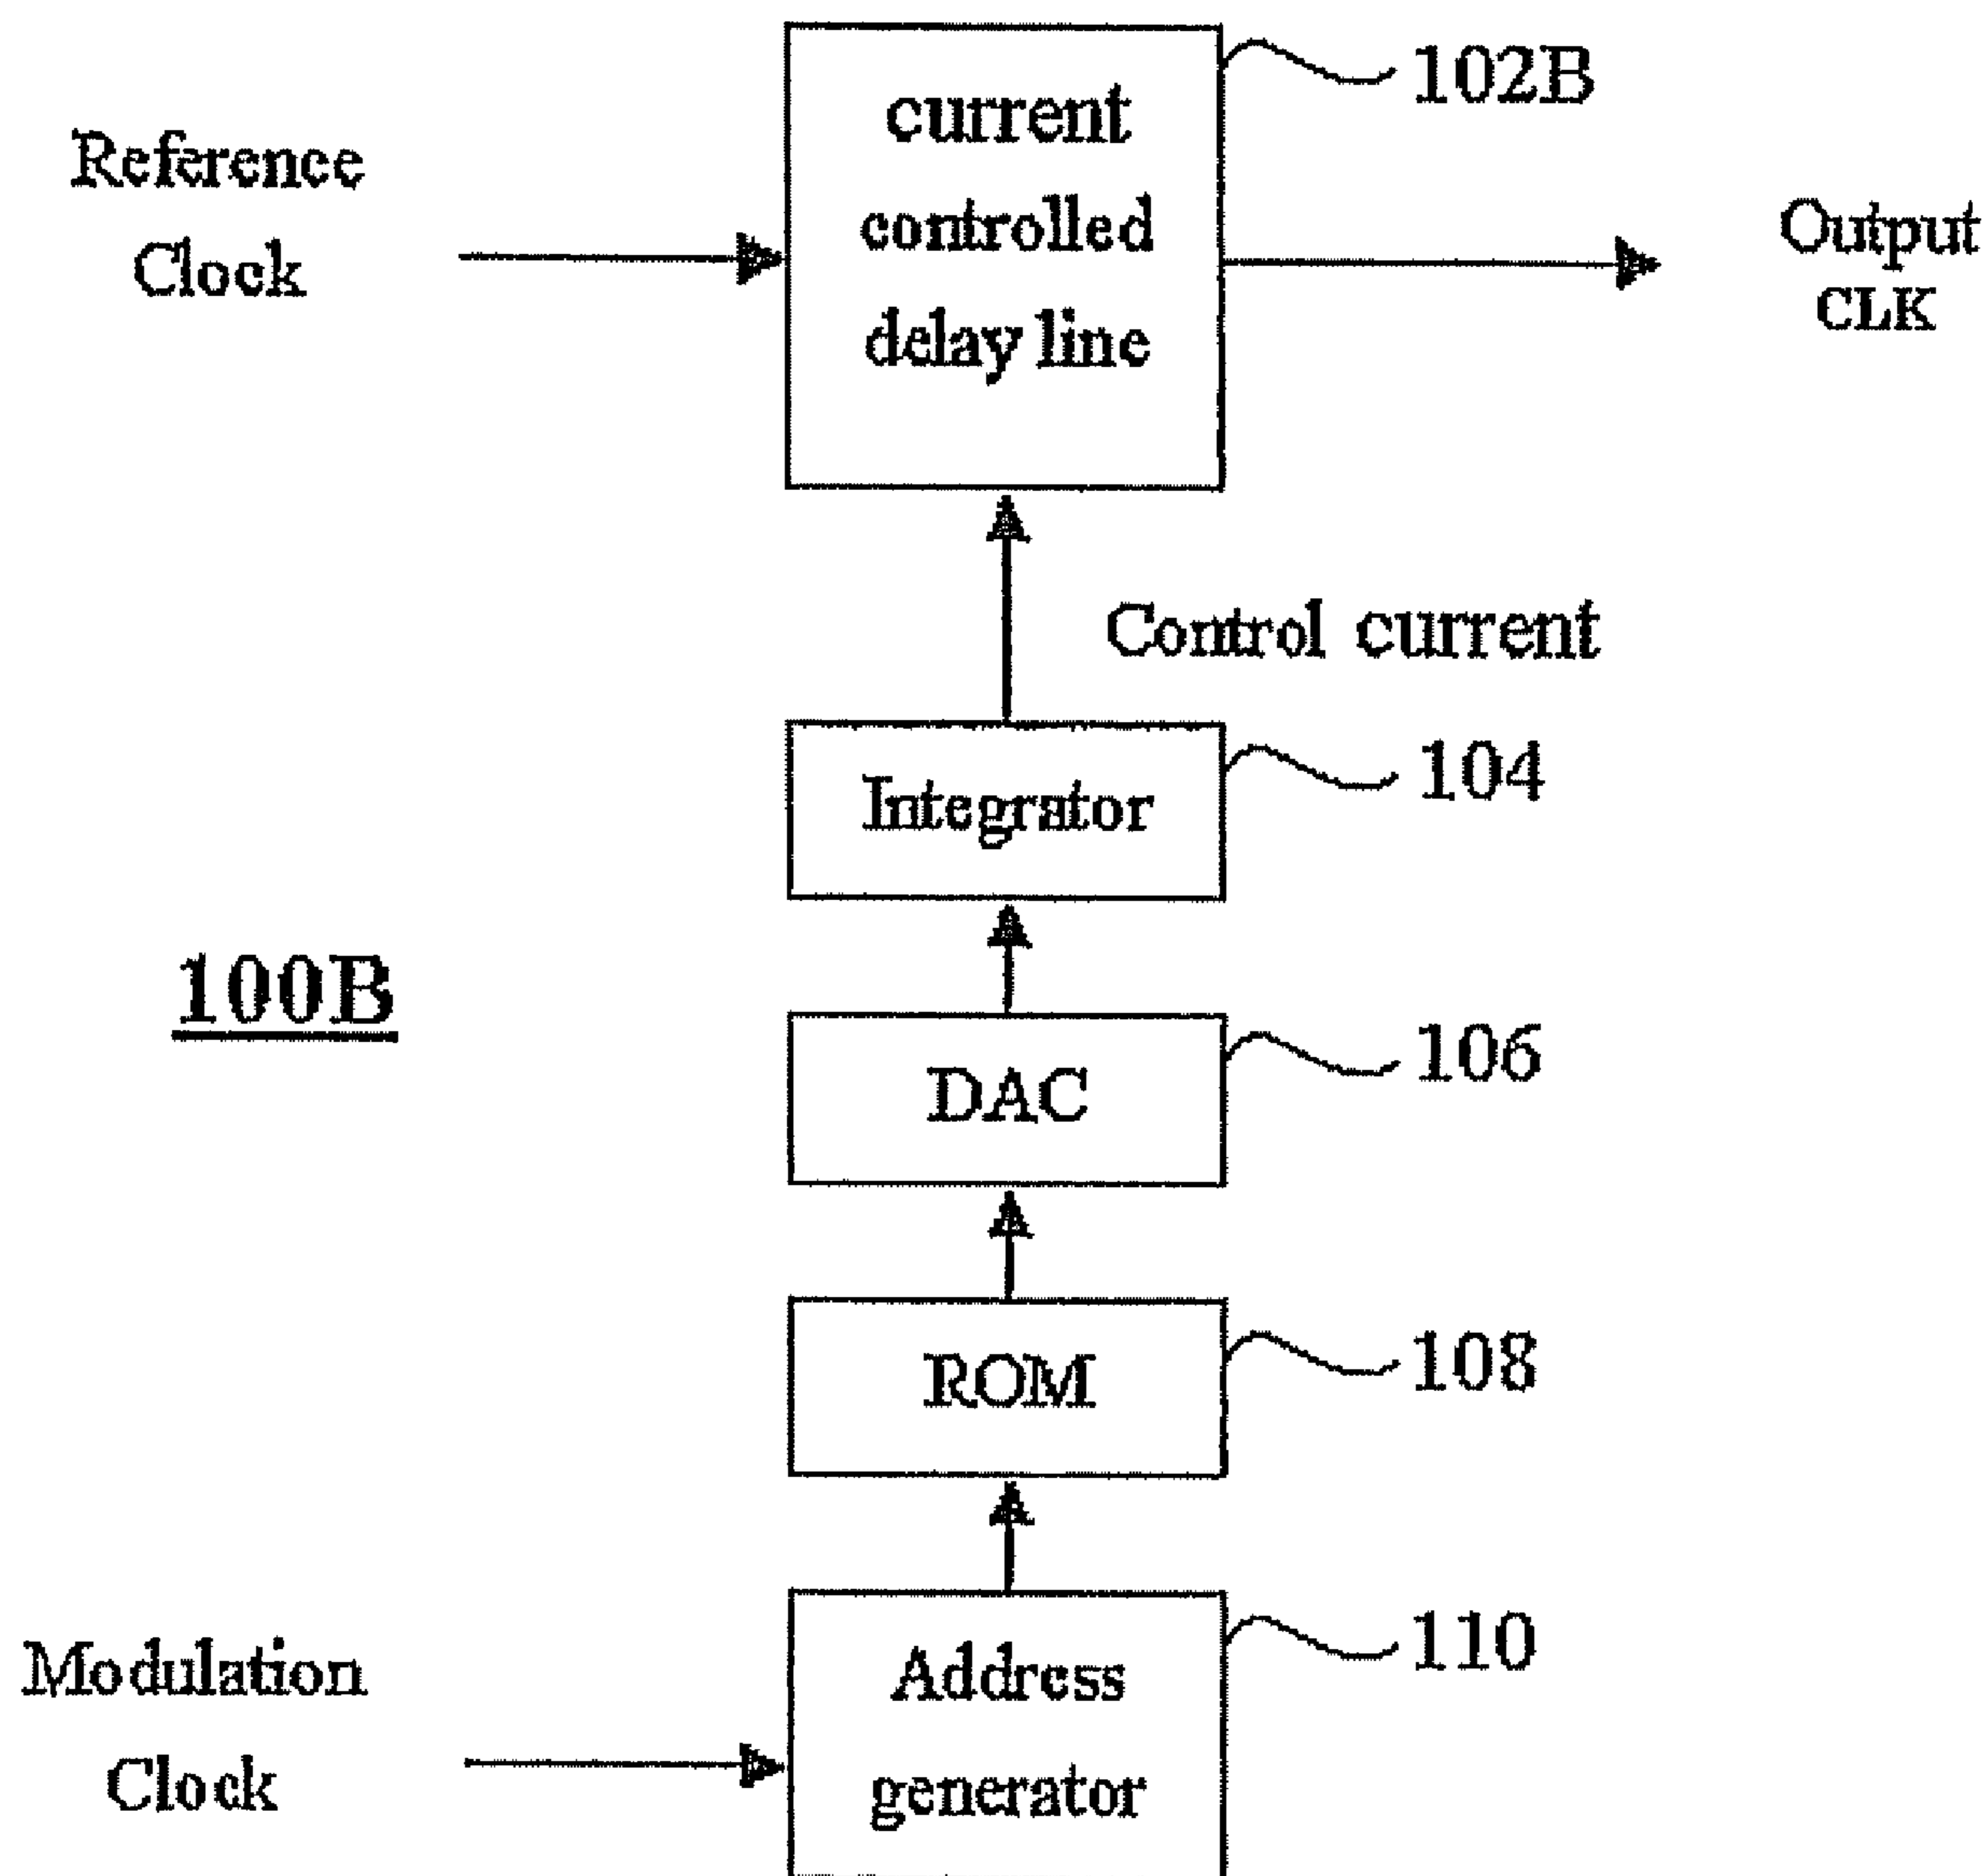 current
controlled
delay line
102B
Reference
Clock
Output
CLK
Control current
Integrator
104
100B
DAC
106
ROM
108
Modulation
Clock
Address
generator
110